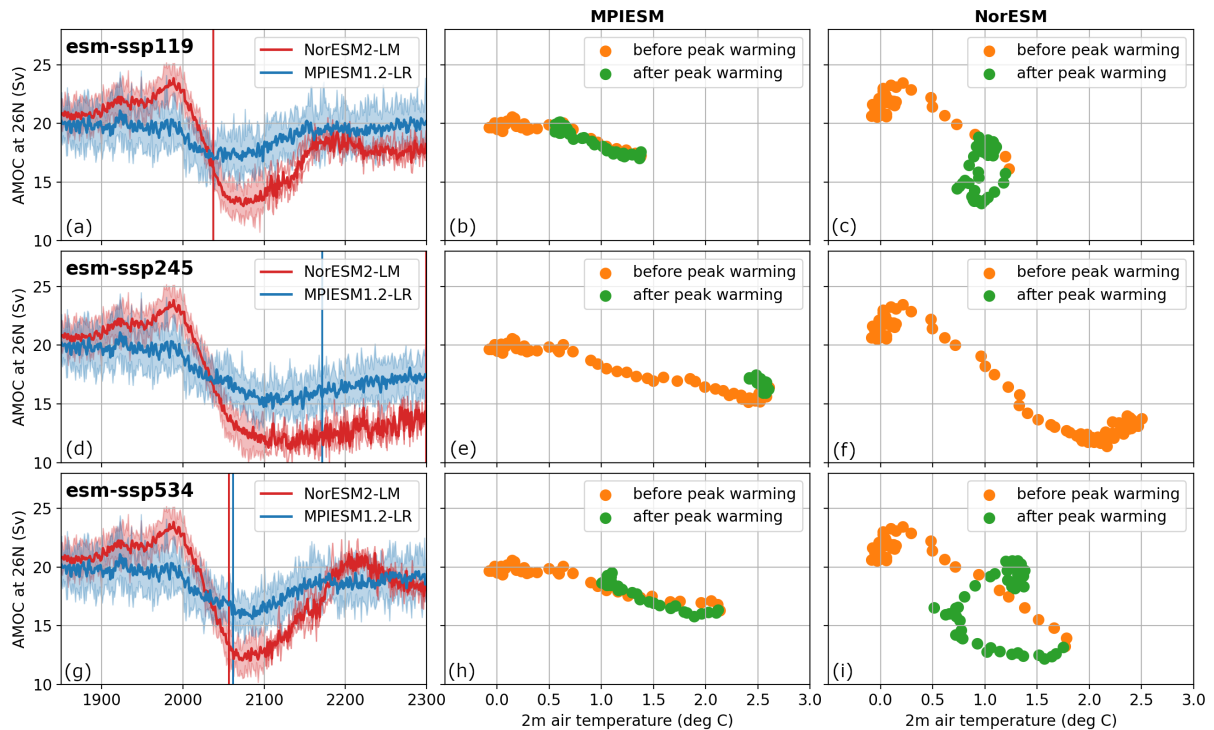 MPIESM
NorESM
esm-ssp119
NorESM2-LM
MPIESM1.2-LR
AMOC at 26N (Sv)
25
20
15
10
(a)
before peak warming
after peak warming
(b)
before peak warming
after peak warming
(c)
esm-ssp245
NorESM2-LM
MPIESM1.2-LR
AMOC at 26N (Sv)
25
20
15
10
(d)
before peak warming
after peak warming
(e)
before peak warming
after peak warming
(f)
esm-ssp534
NorESM2-LM
MPIESM1.2-LR
AMOC at 26N (Sv)
25
20
15
10
(g)
before peak warming
after peak warming
(h)
before peak warming
after peak warming
(i)
1900 2000 2100 2200 2300
0.0 0.5 1.0 1.5 2.0 2.5 3.0
2m air temperature (deg C)
0.0 0.5 1.0 1.5 2.0 2.5 3.0
2m air temperature (deg C)